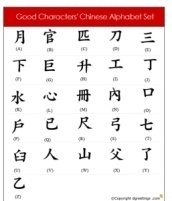 Good Characters' Chinese Alphabet Set
月 官 匹 刀 三
(A) (B) (C) (D) (E)
下 巨 升 工 丁
(F) (G) (H) (I) (J)
水 心 冊 內 口
(K) (L) (M) (N) (O)
戶 已 尺 弓 七
(P) (Q) (R) (S) (T)
臼 人 山 父 了
(U) (V) (W) (X) (Y)
乙
(Z)